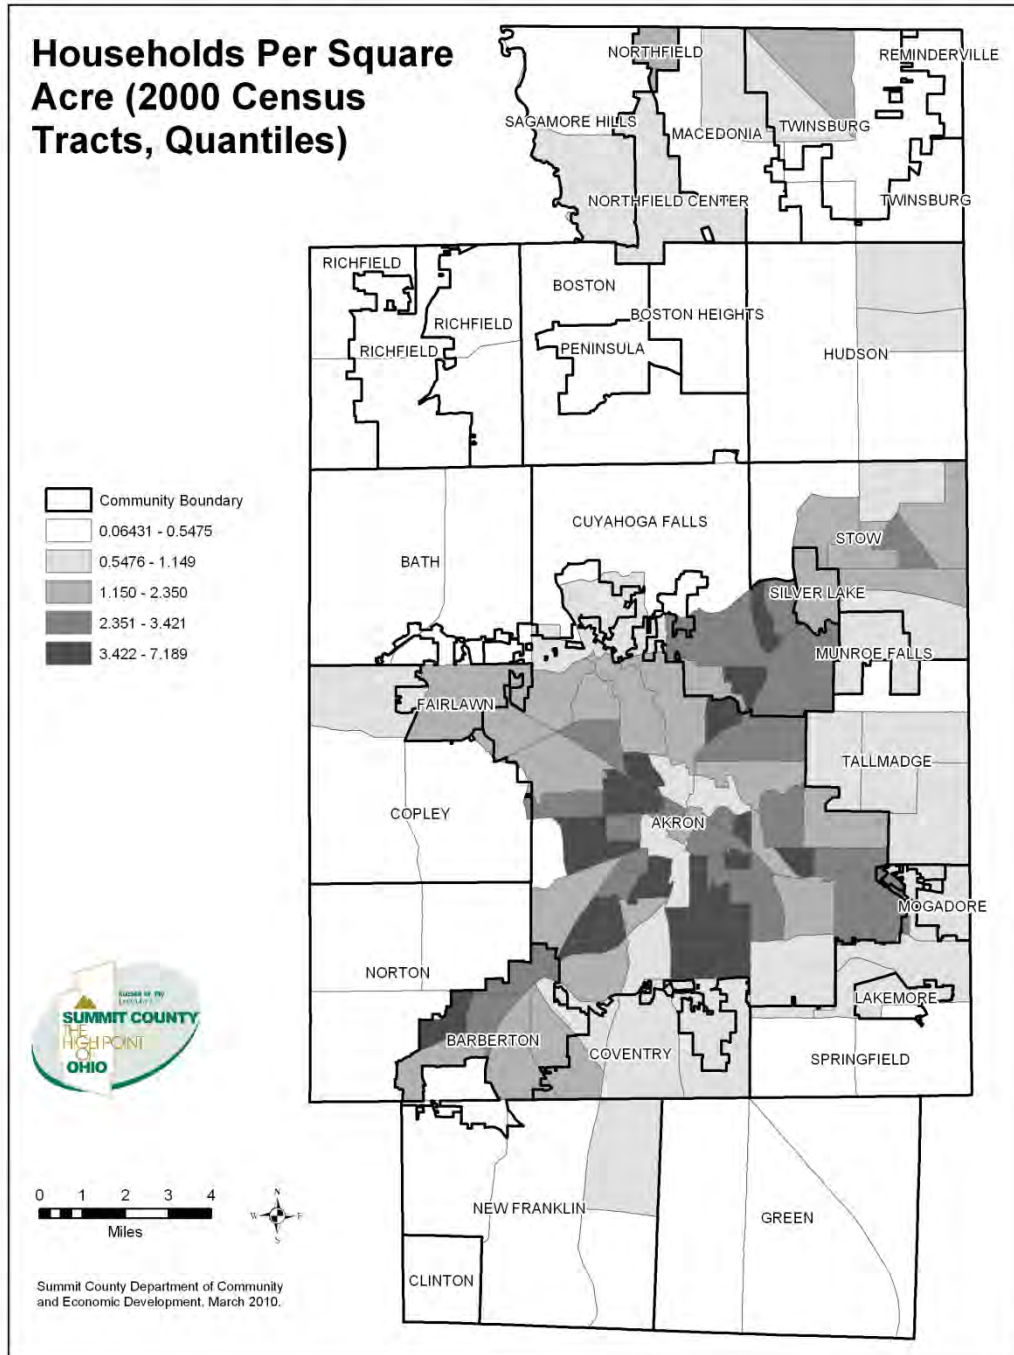 Households Per Square
Acre (2000 Census
Tracts, Quantiles)
NORTHFIELD
REMINDERVILLE
SAGAMORE HILLS
MACEDONIA
TWINSBURG
NORTHFIELD CENTER
TWINSBURG
RICHFIELD
BOSTON
RICHFIELD
BOSTON HEIGHTS
RICHFIELD
PENINSULA
HUDSON
Community Boundary
0.06431 - 0.5475
0.5476 - 1.149
1.150 - 2.350
2.351 - 3.421
3.422 - 7.189
CUYAHOGA FALLS
STOW
BATH
SILVER LAKE
MUNROE FALLS
FAIRLAWN
TALLMADGE
COPLEY
AKRON
MOGADORE
NORTON
LAKEMORE
BARBERTON
COVENTRY
SPRINGFIELD
SUMMIT COUNTY
THE
HIGH POINT
OF
OHIO
NEW FRANKLIN
GREEN
CLINTON
0 1 2 3 4
Miles
N
W
E
S
Summit County Department of Community
and Economic Development, March 2010.